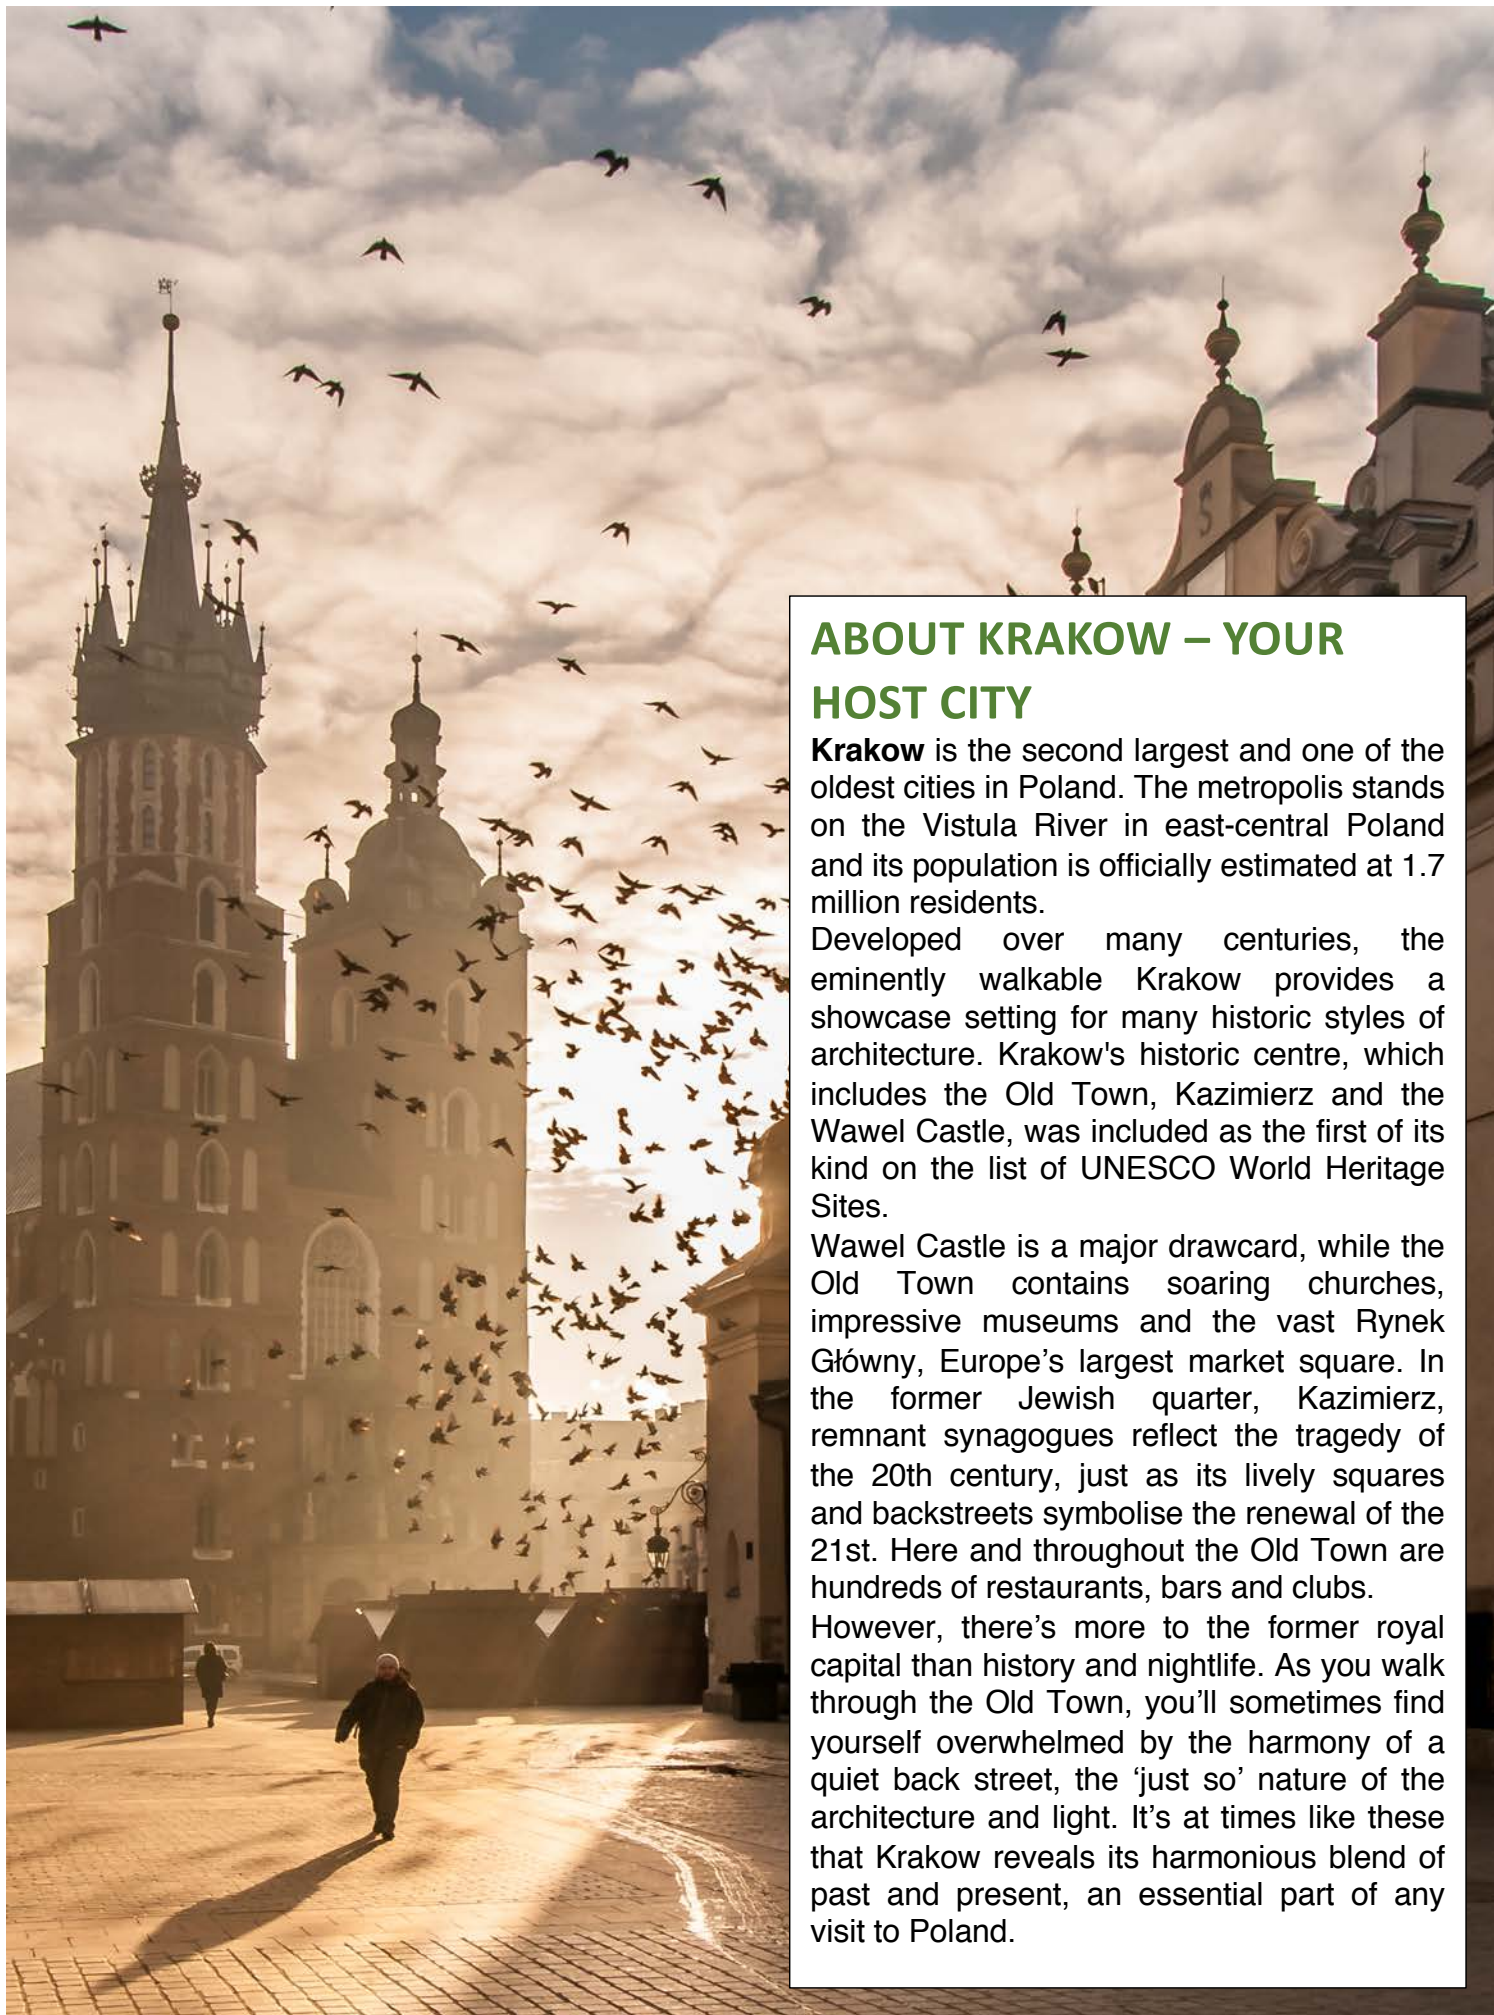 ABOUT KRAKOW – YOUR
HOST CITY
Krakow is the second largest and one of the
oldest cities in Poland. The metropolis stands
on the Vistula River in east-central Poland
and its population is officially estimated at 1.7
million residents.
Developed over many centuries, the
eminently walkable Krakow provides a
showcase setting for many historic styles of
architecture. Krakow's historic centre, which
includes the Old Town, Kazimierz and the
Wawel Castle, was included as the first of its
kind on the list of UNESCO World Heritage
Sites.
Wawel Castle is a major drawcard, while the
Old Town contains soaring churches,
impressive museums and the vast Rynek
Główny, Europe’s largest market square. In
the former Jewish quarter, Kazimierz,
remnant synagogues reflect the tragedy of
the 20th century, just as its lively squares
and backstreets symbolise the renewal of the
21st. Here and throughout the Old Town are
hundreds of restaurants, bars and clubs.
However, there’s more to the former royal
capital than history and nightlife. As you walk
through the Old Town, you’ll sometimes find
yourself overwhelmed by the harmony of a
quiet back street, the ‘just so’ nature of the
architecture and light. It’s at times like these
that Krakow reveals its harmonious blend of
past and present, an essential part of any
visit to Poland.
S